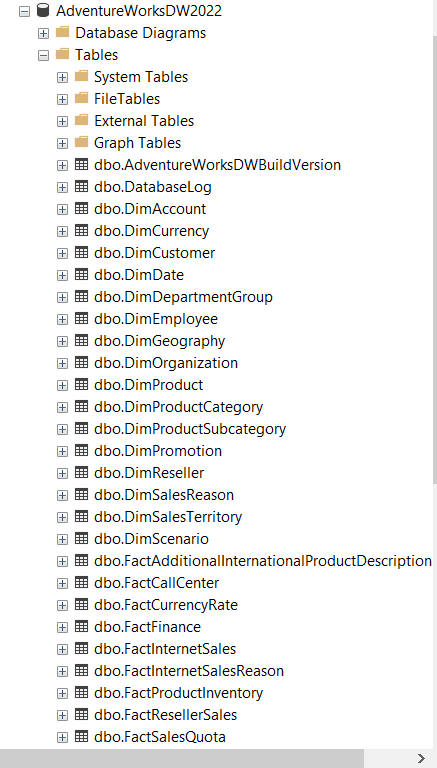 AdventureWorksDW2022
Database Diagrams
Tables
System Tables
FileTables
External Tables
Graph Tables
dbo.AdventureWorksDWBuildVersion
dbo.DatabaseLog
dbo.DimAccount
dbo.DimCurrency
dbo.DimCustomer
dbo.DimDate
dbo.DimDepartmentGroup
dbo.DimEmployee
dbo.DimGeography
dbo.DimOrganization
dbo.DimProduct
dbo.DimProductCategory
dbo.DimProductSubcategory
dbo.DimPromotion
dbo.DimReseller
dbo.DimSalesReason
dbo.DimSalesTerritory
dbo.DimScenario
dbo.FactAdditionalInternationalProductDescription
dbo.FactCallCenter
dbo.FactCurrencyRate
dbo.FactFinance
dbo.FactInternetSales
dbo.FactInternetSalesReason
dbo.FactProductInventory
dbo.FactResellerSales
dbo.FactSalesQuota